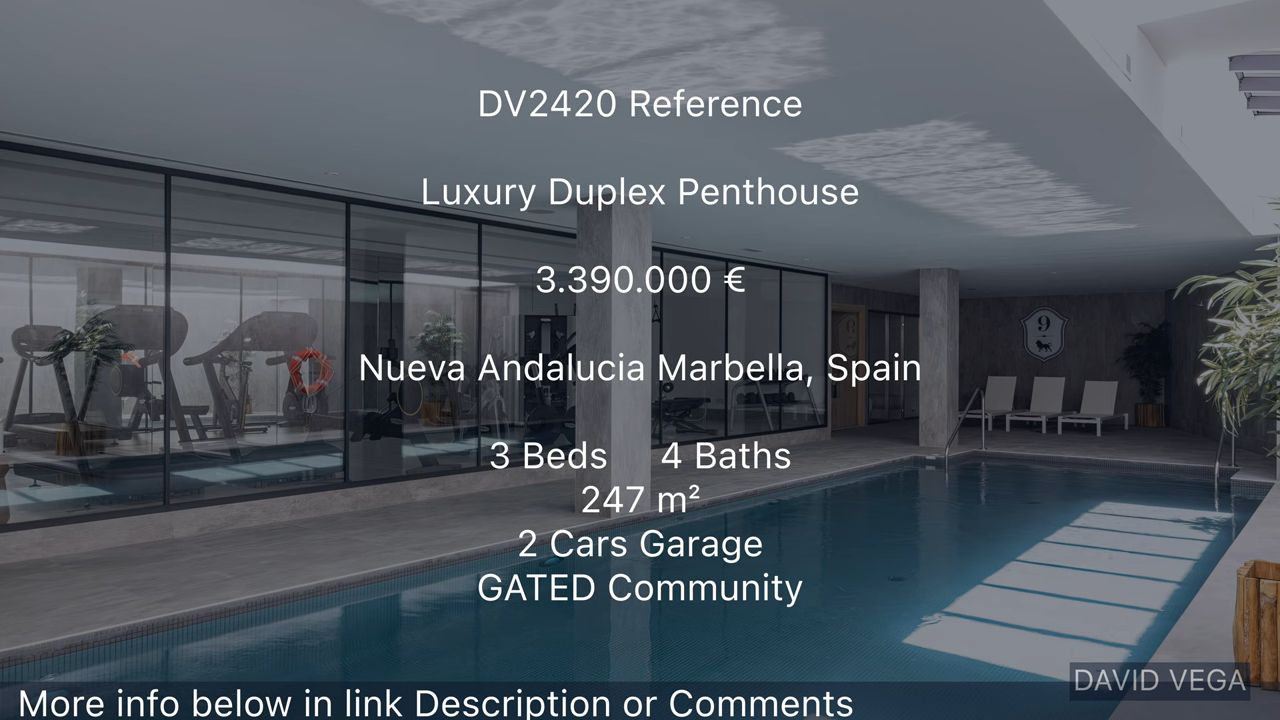 DV2420 Reference
Luxury Duplex Penthouse
3.390.000 €
Nueva Andalucia Marbella, Spain
9
3 Beds 4 Baths
247 m²
2 Cars Garage
GATED Community
DAVID VEGA
More info below in link Description or Comments